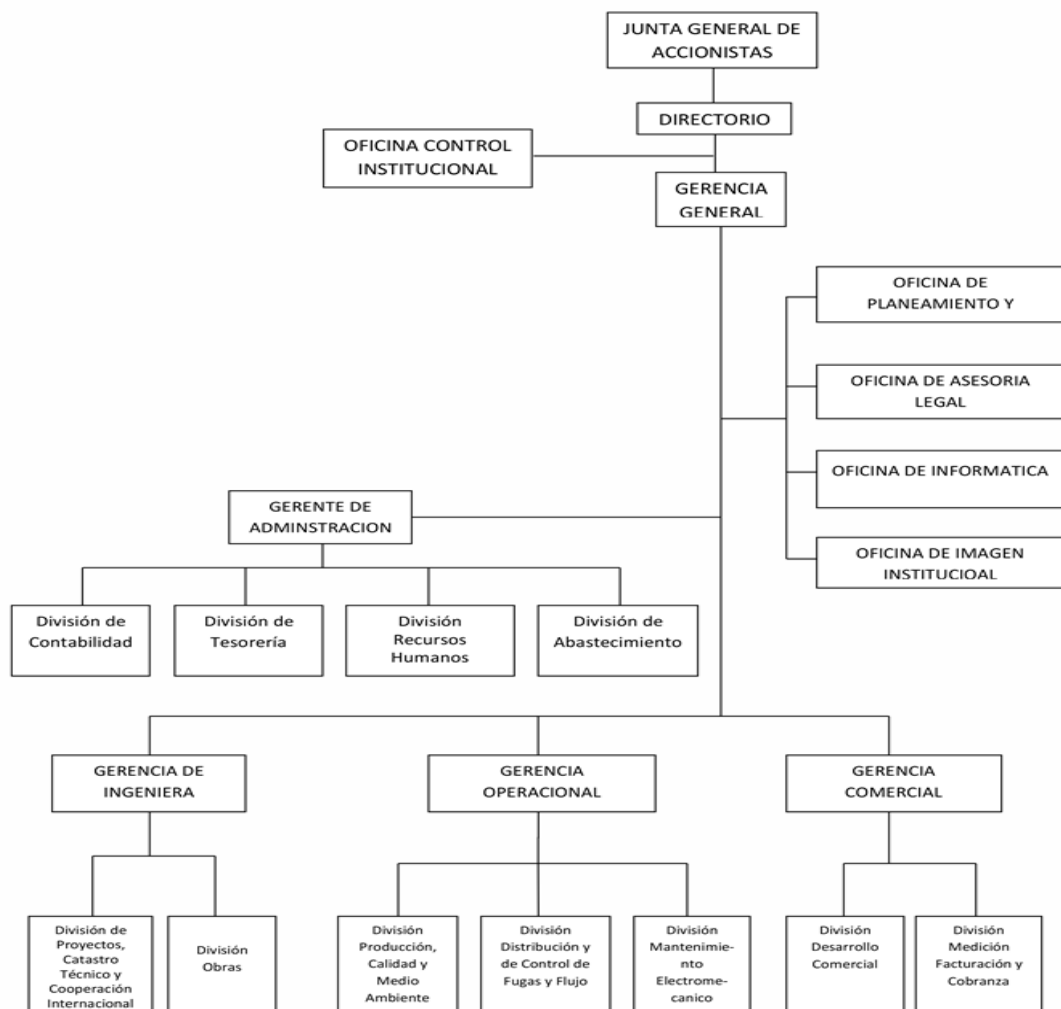 JUNTA GENERAL DE
ACCIONISTAS
DIRECTORIO
OFICINA CONTROL
INSTITUCIONAL
GERENCIA
GENERAL
OFICINA DE
PLANEAMIENTO Y
OFICINA DE ASESORIA
LEGAL
OFICINA DE INFORMATICA
OFICINA DE IMAGEN
INSTITUCIOAL
GERENTE DE
ADMINSTRACION
División de
Contabilidad
División de
Tesorería
División
Recursos
Humanos
División de
Abastecimiento
GERENCIA DE
INGENIERA
GERENCIA
OPERACIONAL
GERENCIA
COMERCIAL
División de
Proyectos,
Catastro
Técnico y
Cooperación
Internacional
División
Obras
División
Producción,
Calidad y
Medio
Ambiente
División
Distribución y
de Control de
Fugas y Flujo
División
Mantenimie-
nto
Electrome-
canico
División
Desarrollo
Comercial
División
Medición
Facturación y
Cobranza